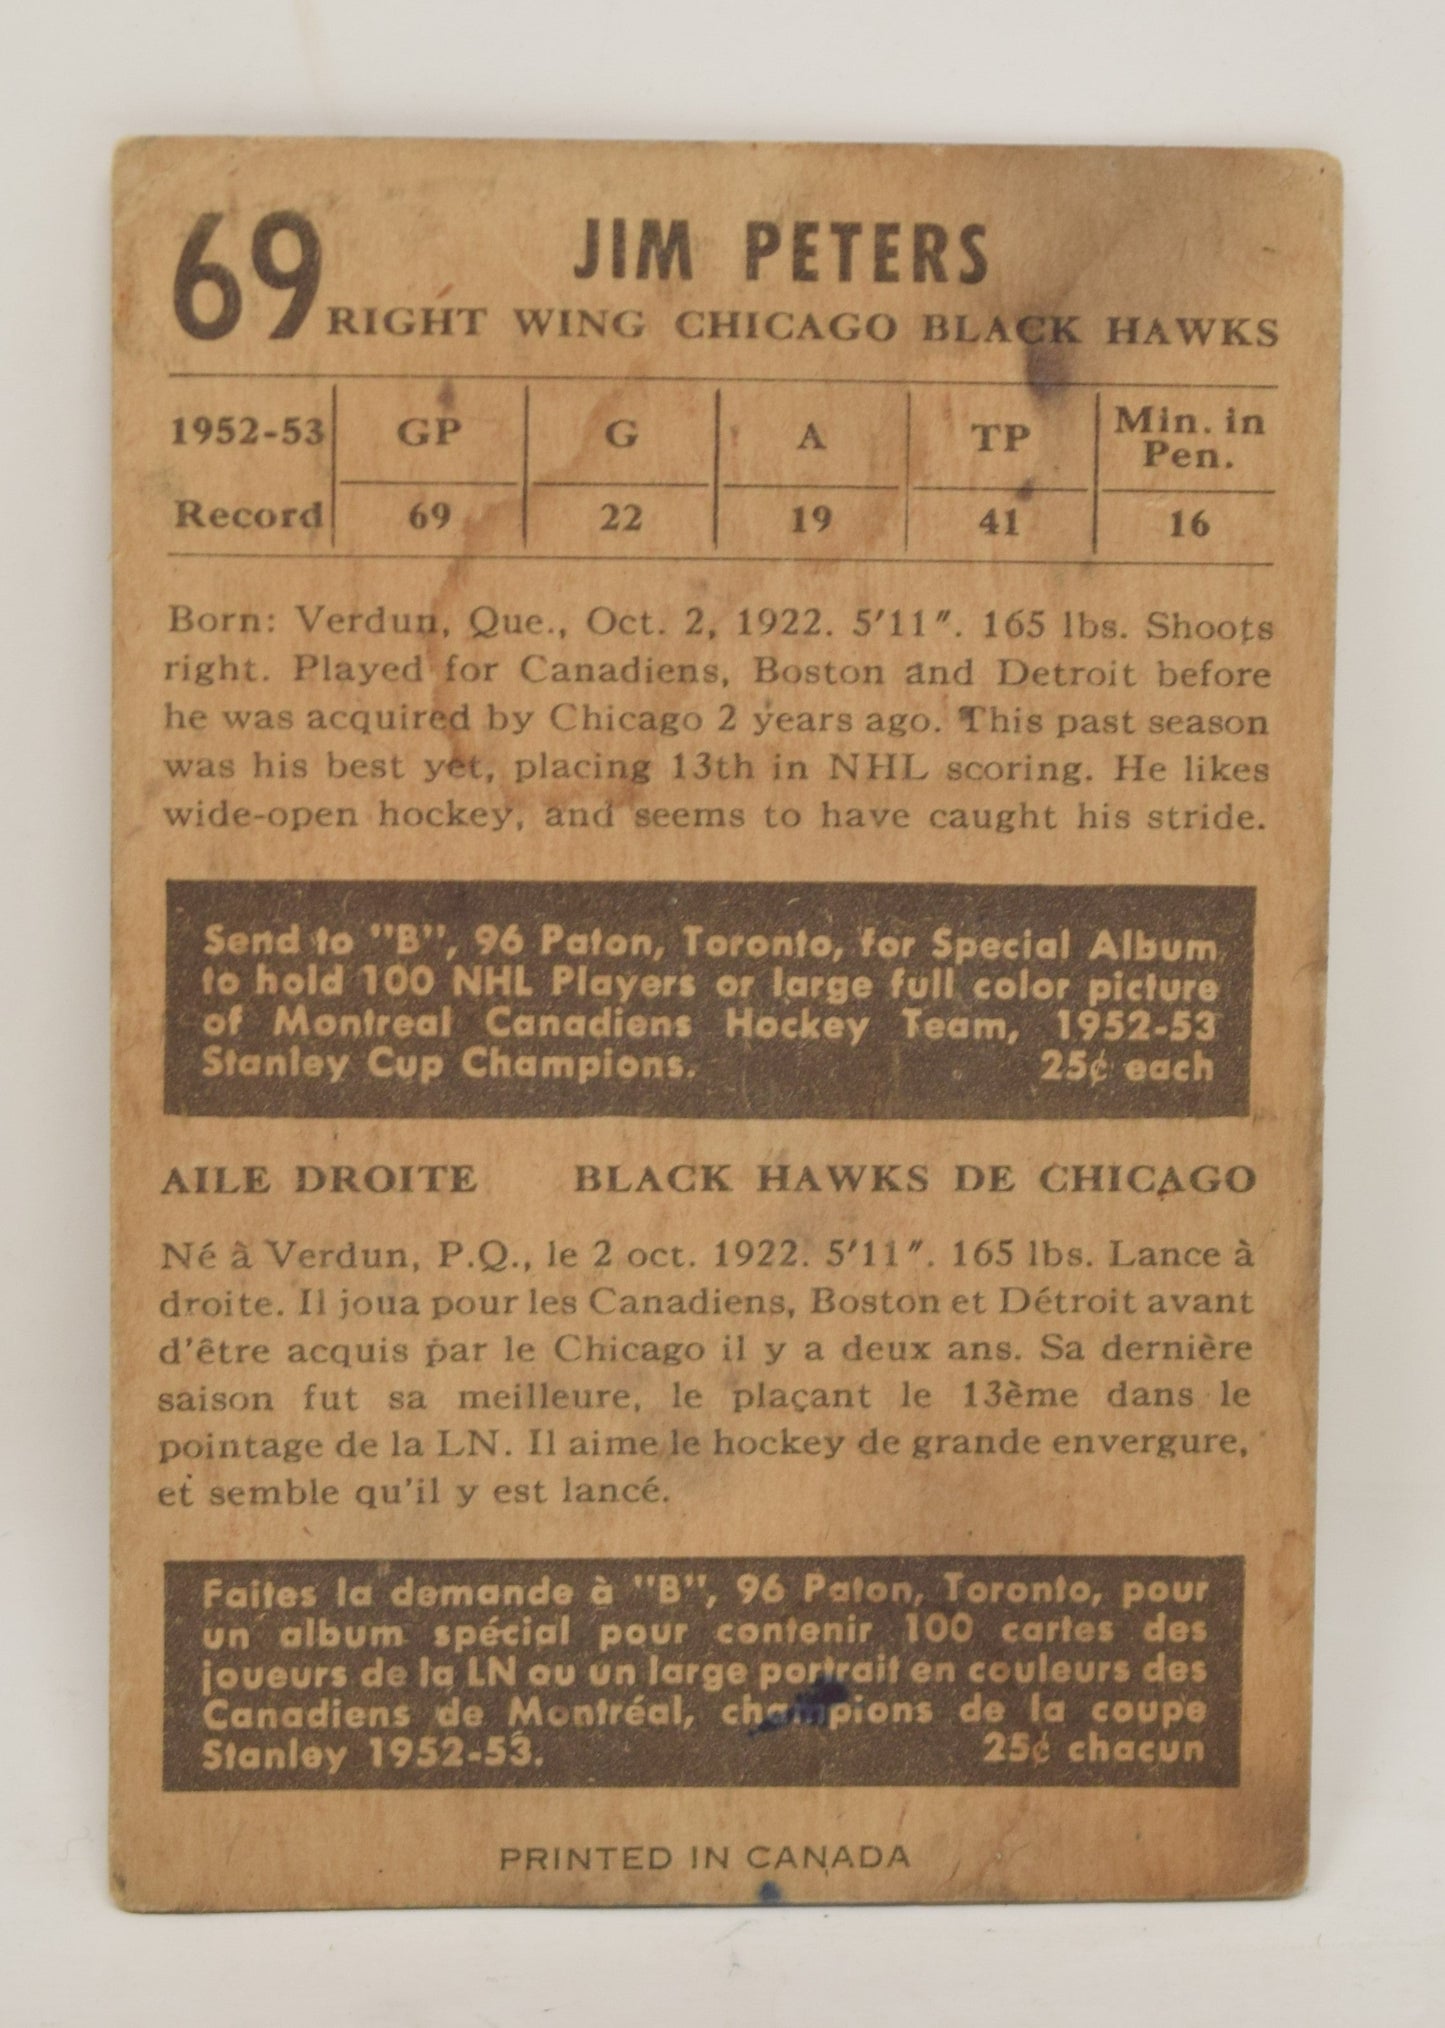 69 JIM PETERS
RIGHT WING CHICAGO BLACK HAWKS
1952-53 GP G A TP Min. in Pen.
Record 69 22 19 41 16
Born: Verdun, Que., Oct. 2, 1922. 5'11". 165 lbs. Shoots
right. Played for Canadiens, Boston and Detroit before
he was acquired by Chicago 2 years ago. This past season
was his best yet, placing 13th in NHL scoring. He likes
wide-open hockey, and seems to have caught his stride.
Send to "B", 96 Paton, Toronto, for Special Album
to hold 100 NHL Players or large full color picture
of Montreal Canadiens Hockey Team, 1952-53
Stanley Cup Champions. 25¢ each
AILE DROITE BLACK HAWKS DE CHICAGO
Né à Verdun, P.Q., le 2 oct. 1922. 5'11". 165 lbs. Lance à
droite. Il joua pour les Canadiens, Boston et Détroit avant
d'être acquis par le Chicago il y a deux ans. Sa dernière
saison fut sa meilleure, le plaçant le 13ème dans le
pointage de la LN. Il aime le hockey de grande envergure,
et semble qu'il y est lancé.
Faites la demande à "B", 96 Paton, Toronto, pour
un album spécial pour contenir 100 cartes des
joueurs de la LN ou un large portrait en couleurs des
Canadiens de Montréal, champions de la coupe
Stanley 1952-53. 25¢ chacun
PRINTED IN CANADA